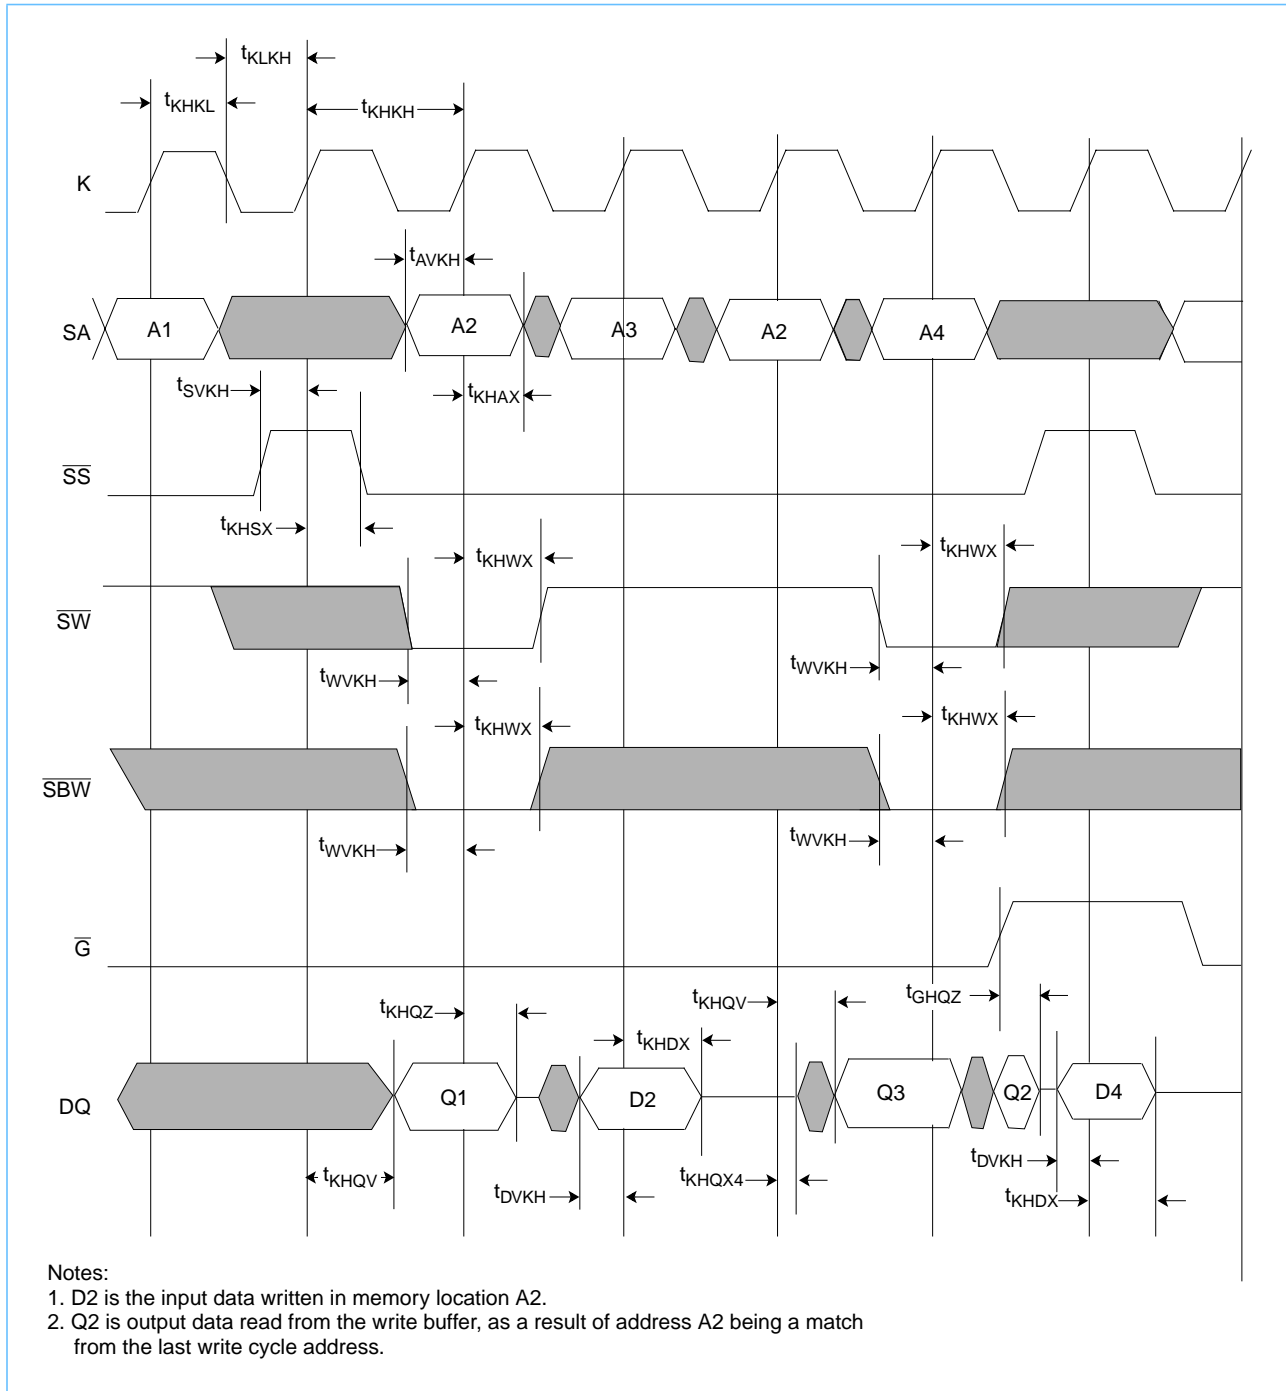 tKLKH
tKHKL
tKHKH
K
tAVKH
SA
A1
A2
A3
A2
A4
tSVKH
tKHAX
SS
tKHSX
tKHWX
tKHWX
SW
tWVKH
tWVKH
tKHWX
tKHWX
SBW
tWVKH
tWVKH
G
tKHQZ
tKHQV
tGHQZ
tKHDX
DQ
Q1
D2
Q3
Q2
D4
tKHQV
tDVKH
tKHQX4
tDVKH
tKHDX
Notes:
1. D2 is the input data written in memory location A2.
2. Q2 is output data read from the write buffer, as a result of address A2 being a match
from the last write cycle address.